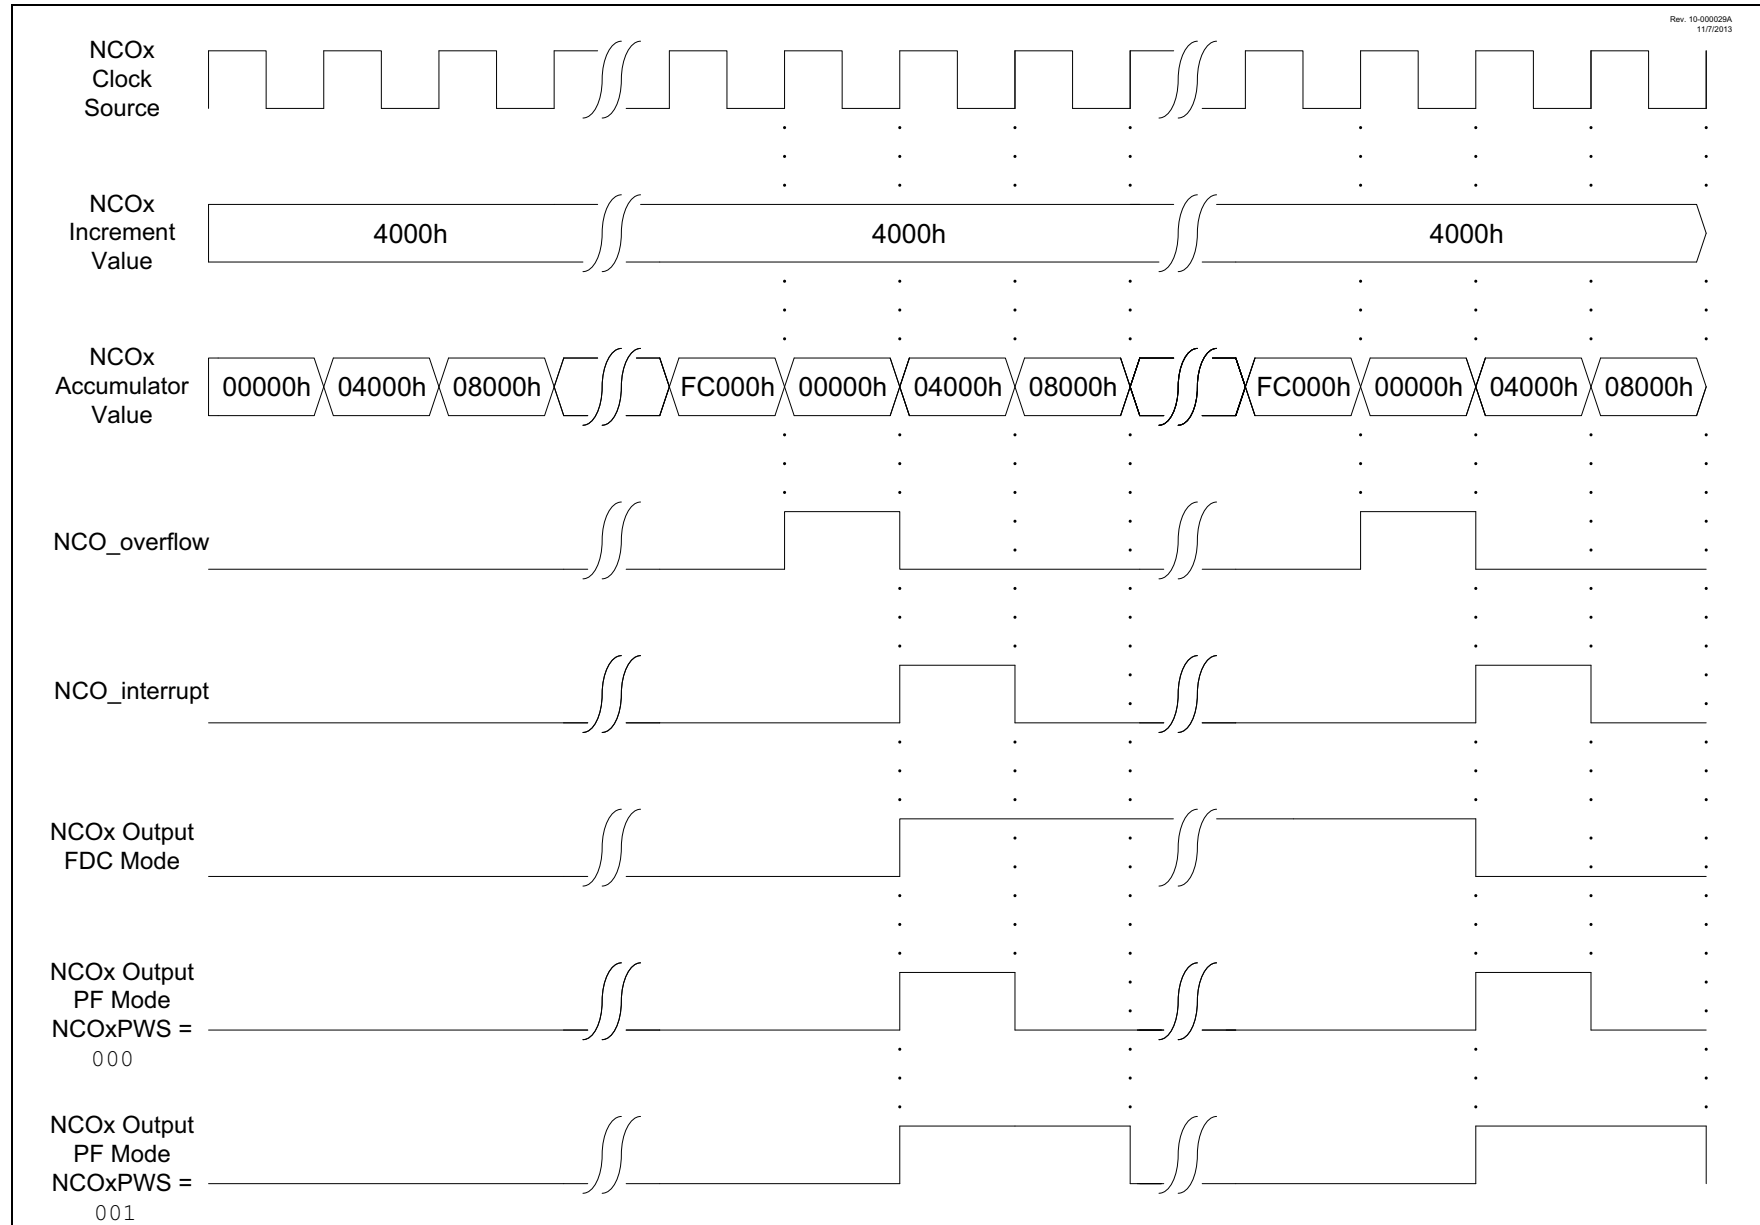 Rev. 10-000029A
11/7/2013
NCOx
Clock
Source
NCOx
Increment
Value
4000h
4000h
4000h
NCOx
Accumulator
Value
00000h 04000h 08000h FC000h 00000h 04000h 08000h FC000h 00000h 04000h 08000h
NCO_overflow
NCO_interrupt
NCOx Output
FDC Mode
NCOx Output
PF Mode
NCOxPWS =
000
NCOx Output
PF Mode
NCOxPWS =
001